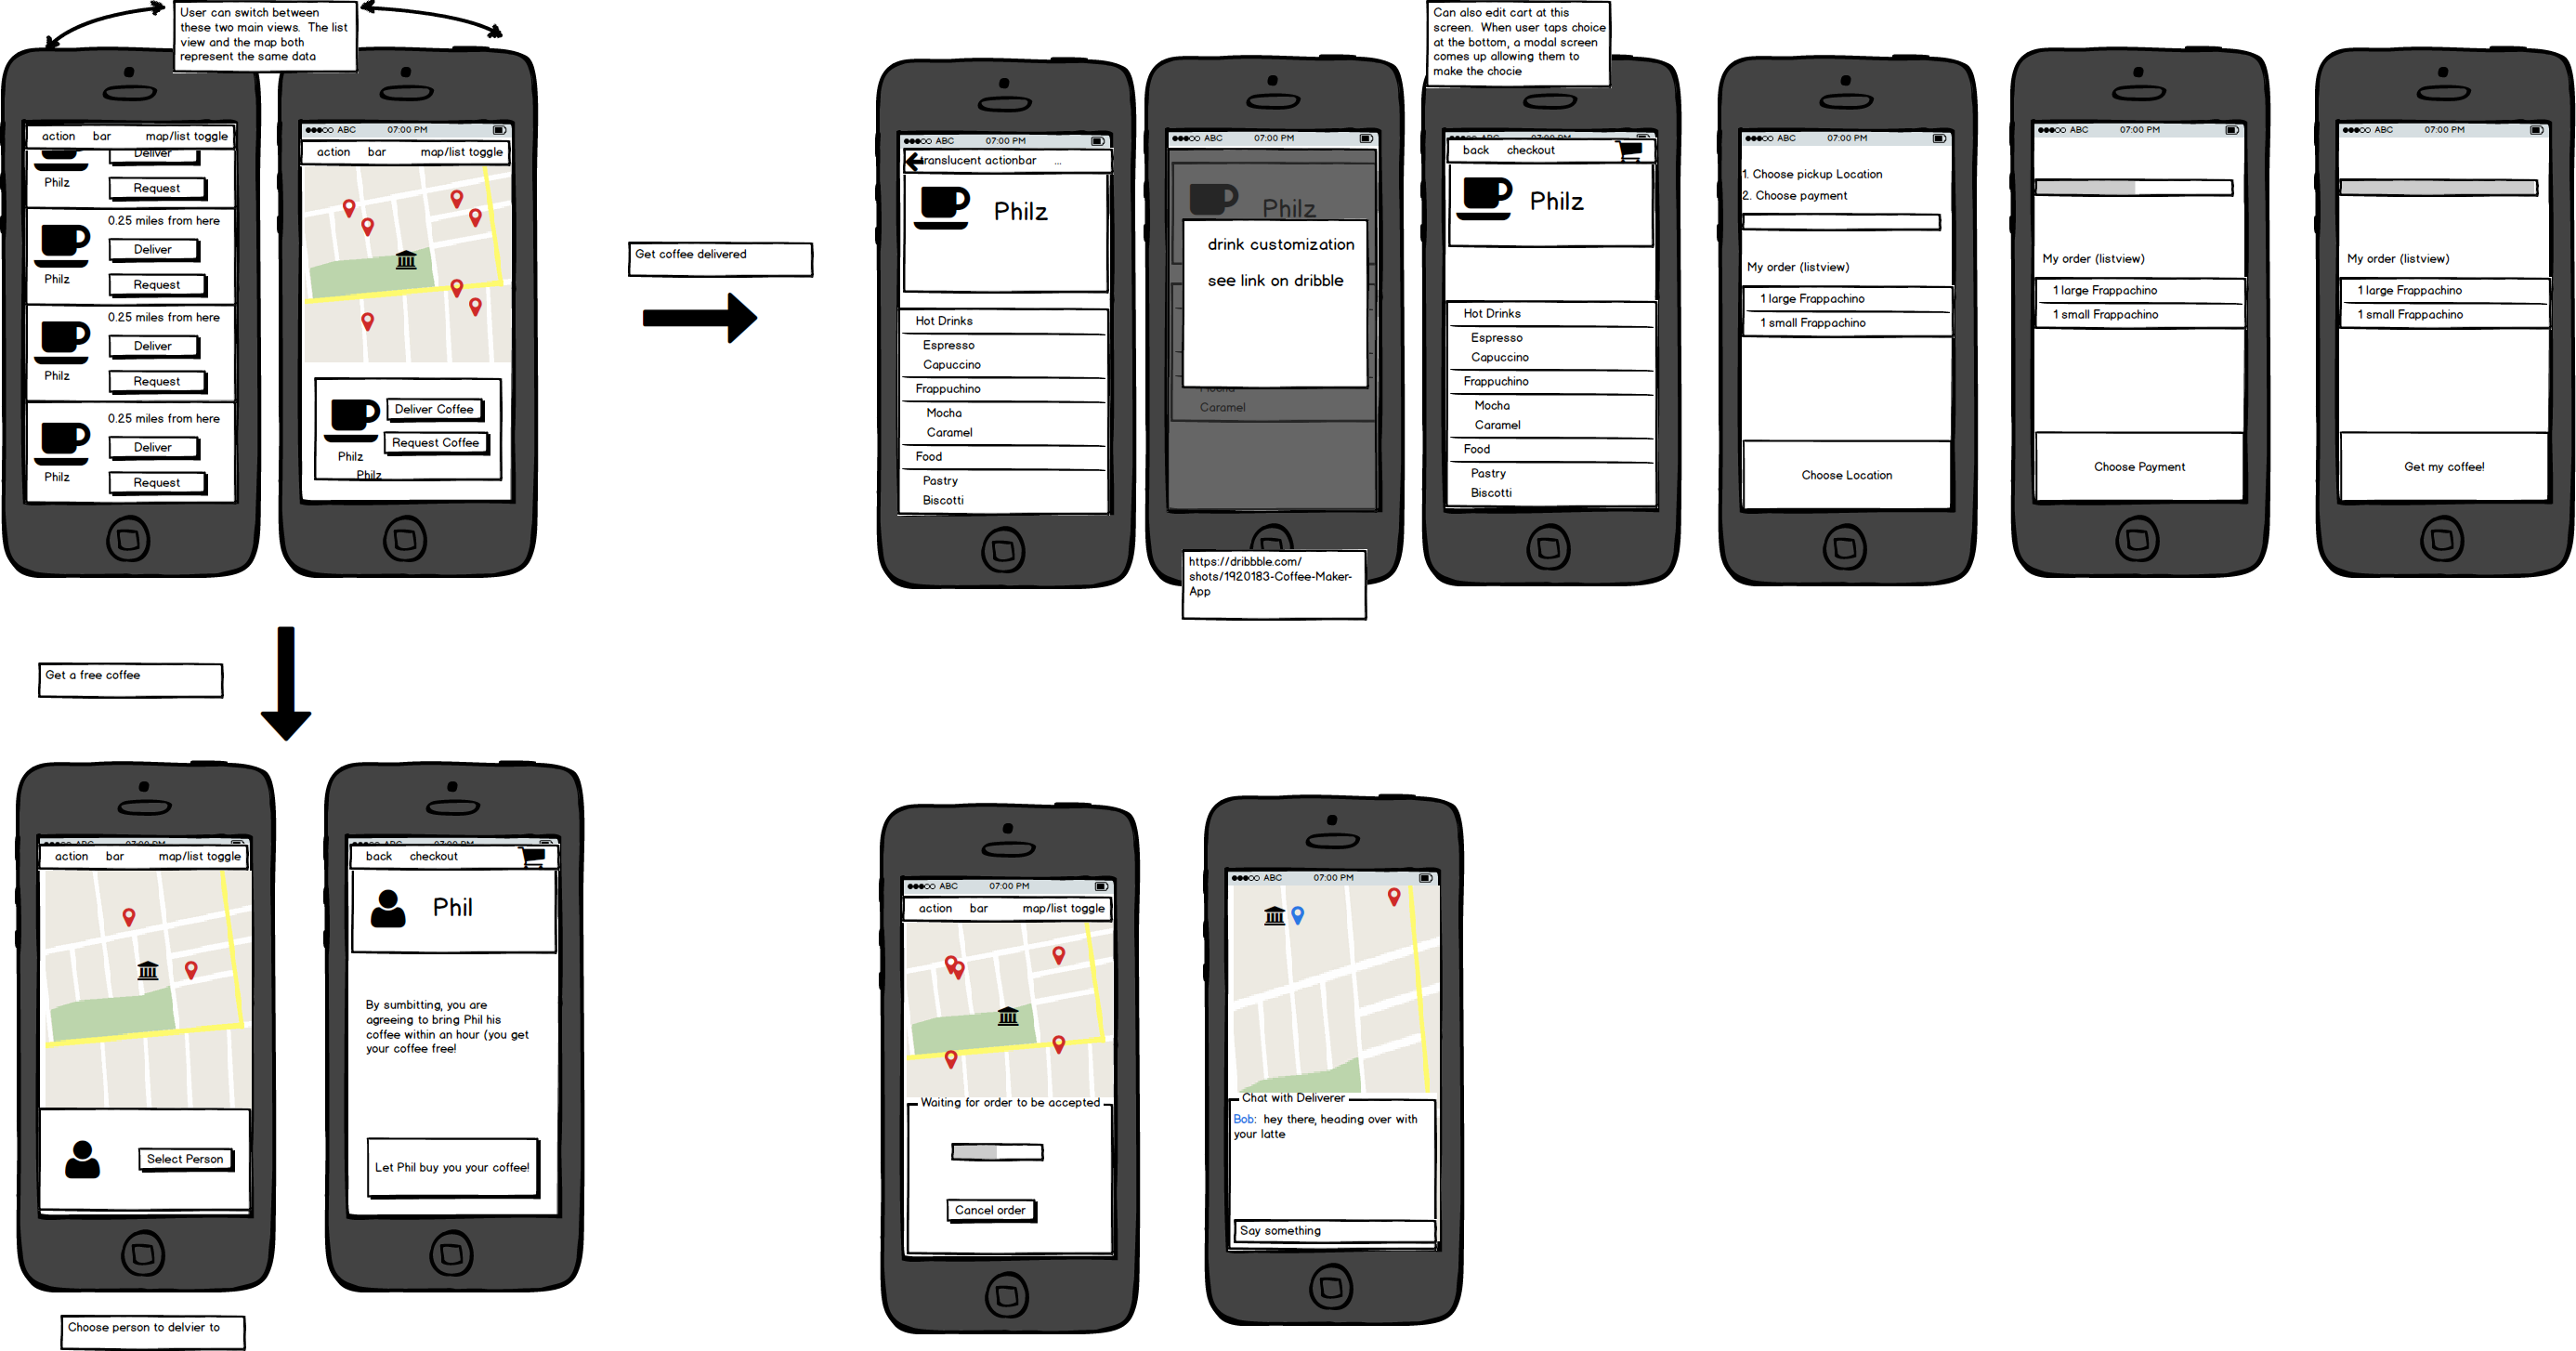 User can switch between
these two main views.  The list
view and the map both
represent the same data
action bar map/list toggle
Deliver
Philz
Request
0.25 miles from here
Deliver
Philz
Request
0.25 miles from here
Deliver
Philz
Request
0.25 miles from here
Deliver
Philz
Request
ABC 07:00 PM
action bar map/list toggle
Deliver Coffee
Request Coffee
Philz
Philz
Get coffee delivered
ABC 07:00 PM
translucent actionbar ...
Philz
Hot Drinks
Espresso
Capuccino
Frappuchino
Mocha
Caramel
Food
Pastry
Biscotti
ABC 07:00 PM
Philz
drink customization
see link on dribble
Mocha
Caramel
https://dribbble.com/
shots/1920183-Coffee-Maker-
App
Can also edit cart at this
screen.  When user taps choice
at the bottom, a modal screen
comes up allowing them to
make the chocie
ABC 07:00 PM
back checkout
Philz
Hot Drinks
Espresso
Capuccino
Frappuchino
Mocha
Caramel
Food
Pastry
Biscotti
ABC 07:00 PM
1. Choose pickup Location
2. Choose payment
My order (listview)
1 large Frappachino
1 small Frappachino
Choose Location
ABC 07:00 PM
My order (listview)
1 large Frappachino
1 small Frappachino
Choose Payment
ABC 07:00 PM
My order (listview)
1 large Frappachino
1 small Frappachino
Get my coffee!
Get a free coffee
ABC 07:00 PM
action bar map/list toggle
Select Person
Choose person to delvier to
ABC 07:00 PM
back checkout
Phil
By sumbitting, you are
agreeing to bring Phil his
coffee within an hour (you get
your coffee free!
Let Phil buy you your coffee!
ABC 07:00 PM
action bar map/list toggle
Waiting for order to be accepted
Cancel order
ABC 07:00 PM
Chat with Deliverer
Bob:  hey there, heading over with
your latte
Say something